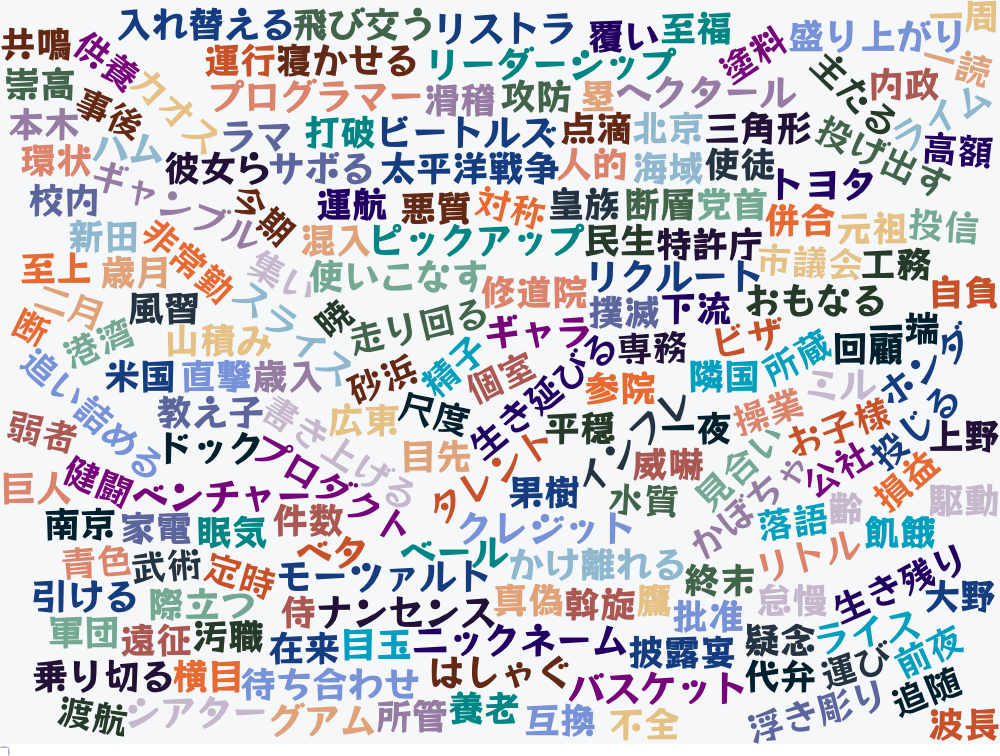 入れ替える
飛び交う
リストラ
覆い
至福
一周
共鳴
供養
運行
寝かせる
リーダーシップ
塗料
盛り上がり
一読
崇高
カオス
プログラマー
滑稽
攻防
塁
ヘクタール
主たる
内政
ライム
本木
事後
ラマ
打破
ビートルズ
点滴
北京
三角形
投げ出す
高額
環状
ハム
彼女ら
サボる
太平洋戦争
人的
海域
使徒
トヨタ
校内
ギャンブル
今期
運航
悪質
対称
皇族
断層
党首
併合
元祖
投信
新田
非常勤
混入
ピックアップ
民生
特許庁
市議会
工務
至上
歳月
集い
使いこなす
修道院
リクルート
自負
二月
風習
スライス
暁
走り回る
ギャラ
撲滅
下流
おもなる
断
港湾
山積み
精子
生き延びる
専務
ビザ
所蔵
回顧
一端
ホンダ
追い詰める
米国
直撃
歳入
砂浜
個室
参院
隣国
ミル
教え子
書き上げる
広東
尺度
平穏
インフレ
一夜
操業
お子様
投じる
弱者
ドック
プロダクト
目先
タレント
威嚇
見合い
公社
上野
巨人
健闘
ベンチャー
果樹
水質
かぼちゃ
齢
損益
駆動
南京
家電
眠気
件数
クレジット
落語
飢餓
青色
武術
定時
ベタ
ベール
かけ離れる
終末
リトル
引ける
際立つ
モーツァルト
真偽
斡旋
鷹
批准
怠慢
生き残り
大野
軍団
遠征
汚職
侍
ナンセンス
在来
目玉
ニックネーム
披露宴
疑念
ライス
前夜
乗り切る
横目
待ち合わせ
はしゃぐ
バスケット
代弁
運び
追随
渡航
シアター
グアム
所管
養老
互換
不全
浮き彫り
波長